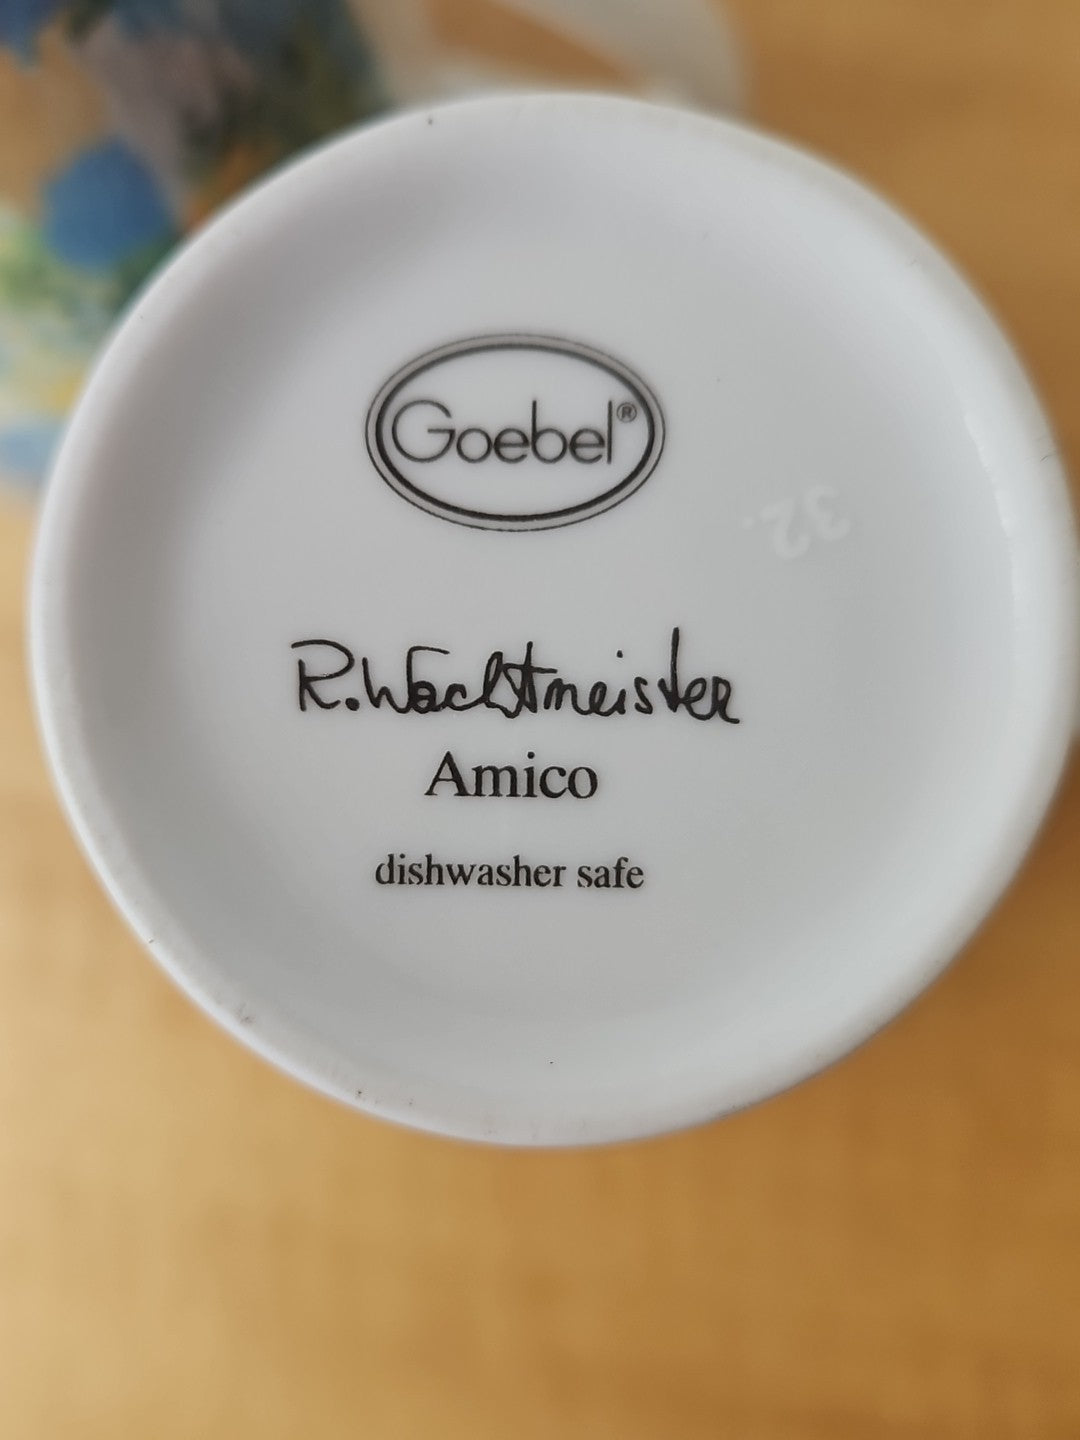 Goebel®
32.
R.Wachtmeister
Amico
dishwasher safe